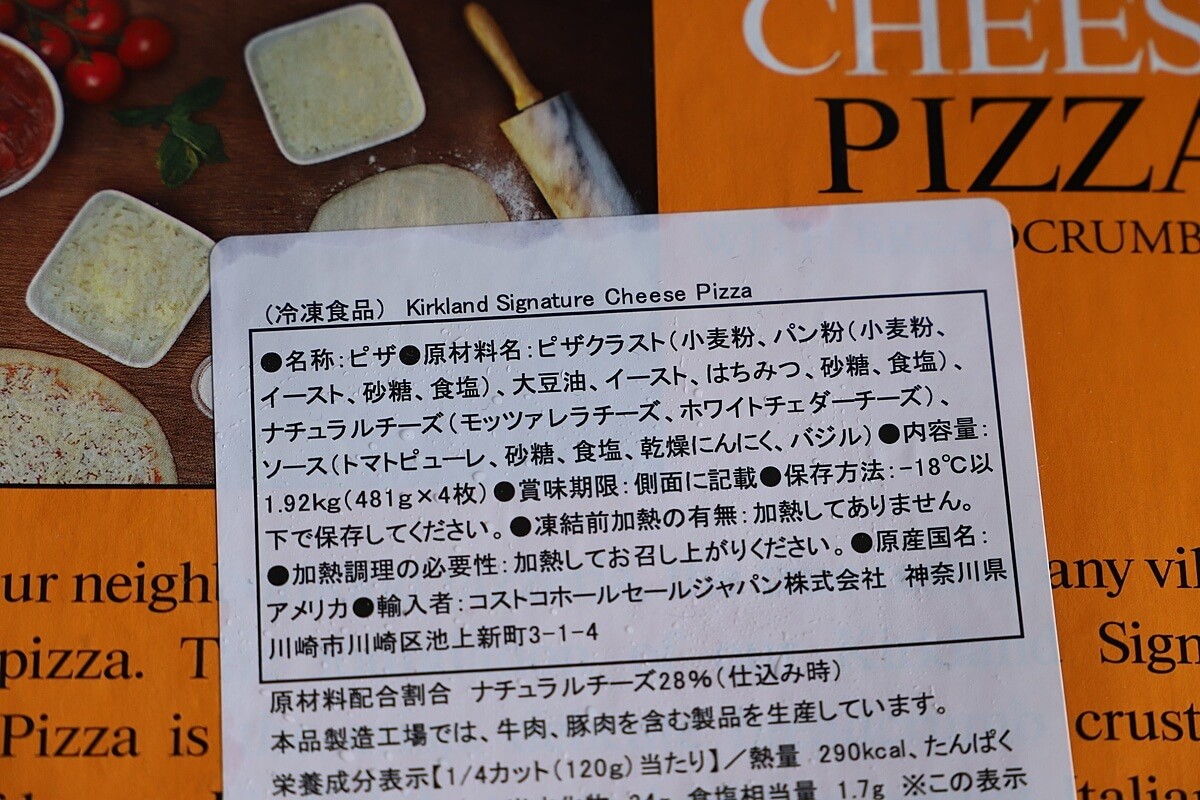 CHEES
PIZZA
CRUMB
（冷凍食品） Kirkland Signature Cheese Pizza
●名称：ピザ●原材料名：ピザクラスト（小麦粉、パン粉（小麦粉、
イースト、砂糖、食塩）、大豆油、イースト、はちみつ、砂糖、食塩）、
ナチュラルチーズ（モッツァレラチーズ、ホワイトチェダーチーズ）、
ソース（トマトピューレ、砂糖、食塩、乾燥にんにく、バジル）●内容量：
1.92kg（481g×4枚）●賞味期限：側面に記載●保存方法：-18℃以
下で保存してください。●凍結前加熱の有無：加熱してありません。
●加熱調理の必要性：加熱してお召し上がりください。●原産国名：
アメリカ●輸入者：コストコホールセールジャパン株式会社 神奈川県
川崎市川崎区池上新町3-1-4
原材料配合割合 ナチュラルチーズ28％（仕込み時）
本品製造工場では、牛肉、豚肉を含む製品を生産しています。
栄養成分表示【1/4カット（120g）当たり】／熱量 290kcal、たんぱく
食塩相当量 1.7g ※この表示
ur neighb
pizza. T
Pizza is
any vil
Sign
crust
Italian